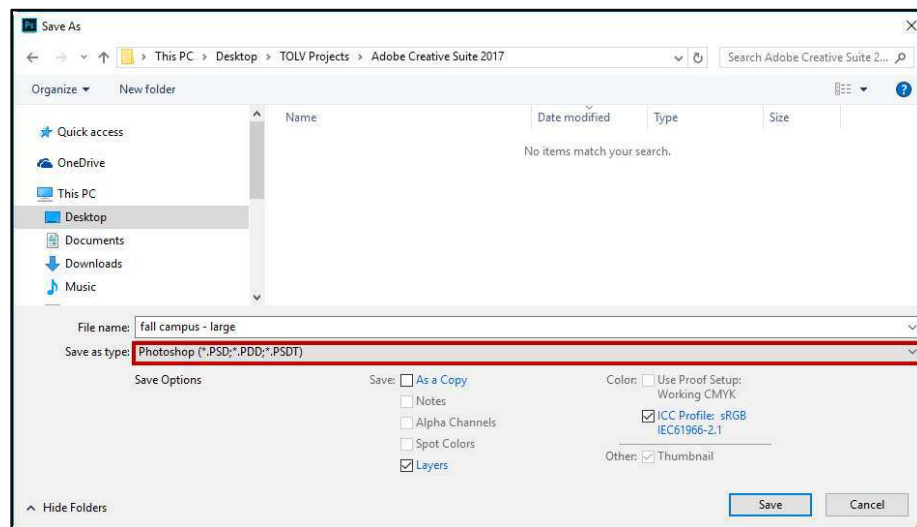 Ps Save As
This PC > Desktop > TOLV Projects > Adobe Creative Suite 2017
Search Adobe Creative Suite 2...
Organize
New folder
?
Name
Date modified
Type
Size
No items match your search.
Quick access
OneDrive
This PC
Desktop
Documents
Downloads
Music
File name: fall campus - large
Save as type: Photoshop (*.PSD;*.PDD;*.PSDT)
Save Options
Save: As a Copy
Notes
Alpha Channels
Spot Colors
Layers
Color: Use Proof Setup:
Working CMYK
ICC Profile: sRGB
IEC61966-2.1
Other: Thumbnail
Hide Folders
Save
Cancel